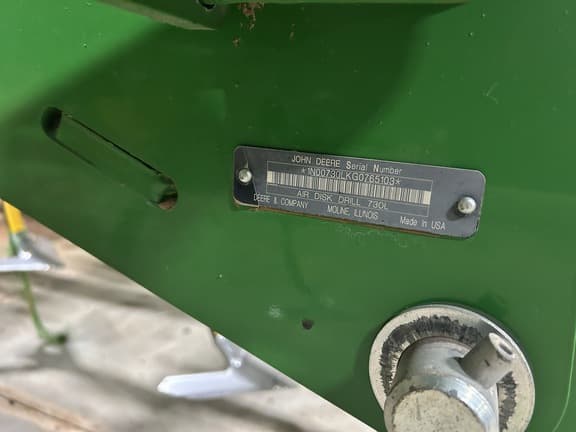 JOHN DEERE Serial Number
*1N00730LKG0765103*
AIR DISK DRILL 730L
DEERE & COMPANY MOLINE, ILLINOIS Made in USA